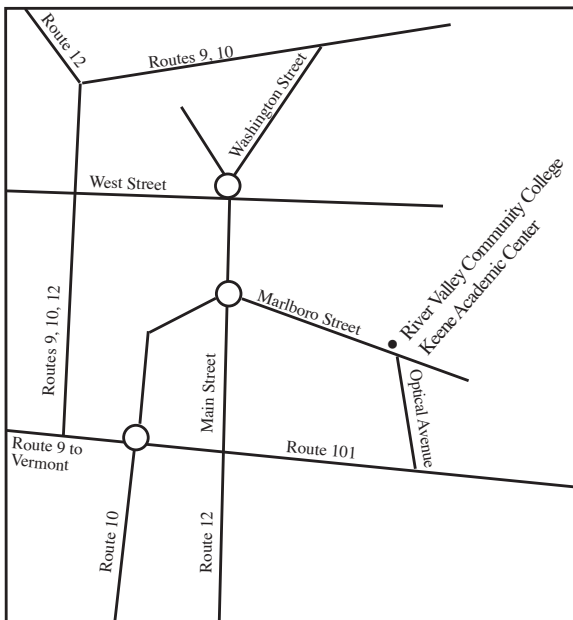 Route 12
Routes 9, 10
Washington Street
West Street
River Valley Community College
Keene Academic Center
Marlboro Street
Routes 9, 10, 12
Main Street
Optical Avenue
Route 9 to
Vermont
Route 101
Route 10
Route 12